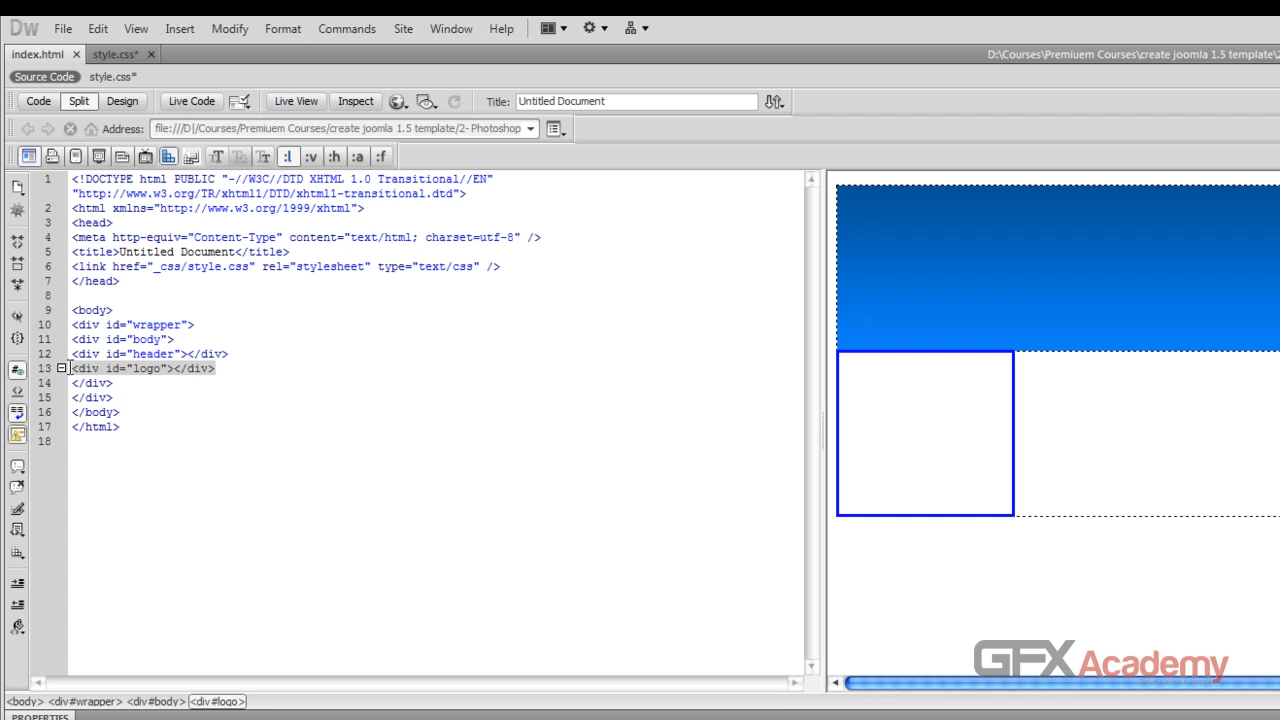 Dw File Edit View Insert Modify Format Commands Site Window Help
index.html style.css*
D:\Courses\Premiuem Courses\create joomla 1.5 template\2
Source Code style.css*
Code Split Design Live Code Live View Inspect Title: Untitled Document
Address: file:///D|/Courses/Premiuem Courses/create joomla 1.5 template/2- Photoshop
:l :v :h :a :f
1 <!DOCTYPE html PUBLIC "-//W3C//DTD XHTML 1.0 Transitional//EN"
"http://www.w3.org/TR/xhtml1/DTD/xhtml1-transitional.dtd">
2 <html xmlns="http://www.w3.org/1999/xhtml">
3 <head>
4 <meta http-equiv="Content-Type" content="text/html; charset=utf-8" />
5 <title>Untitled Document</title>
6 <link href="_css/style.css" rel="stylesheet" type="text/css" />
7 </head>
8
9 <body>
10 <div id="wrapper">
11 <div id="body">
12 <div id="header"></div>
13 <div id="logo"></div>
14 </div>
15 </div>
16 </body>
17 </html>
18
GFX Academy
<body> <div#wrapper> <div#body> <div#logo>
PROPERTIES